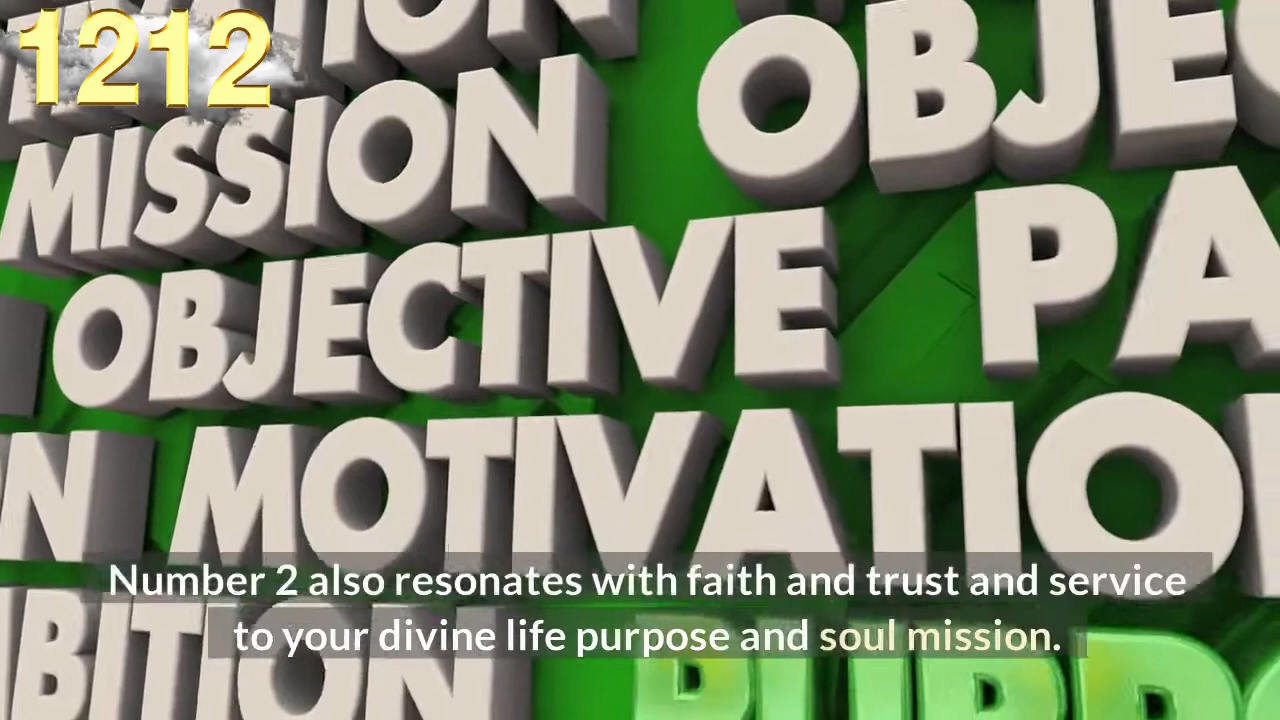 1212
MISSION
OBJE
OBJECTIVE
PA
N MOTIVATIO
Number 2 also resonates with faith and trust and service
to your divine life purpose and soul mission.
BITION